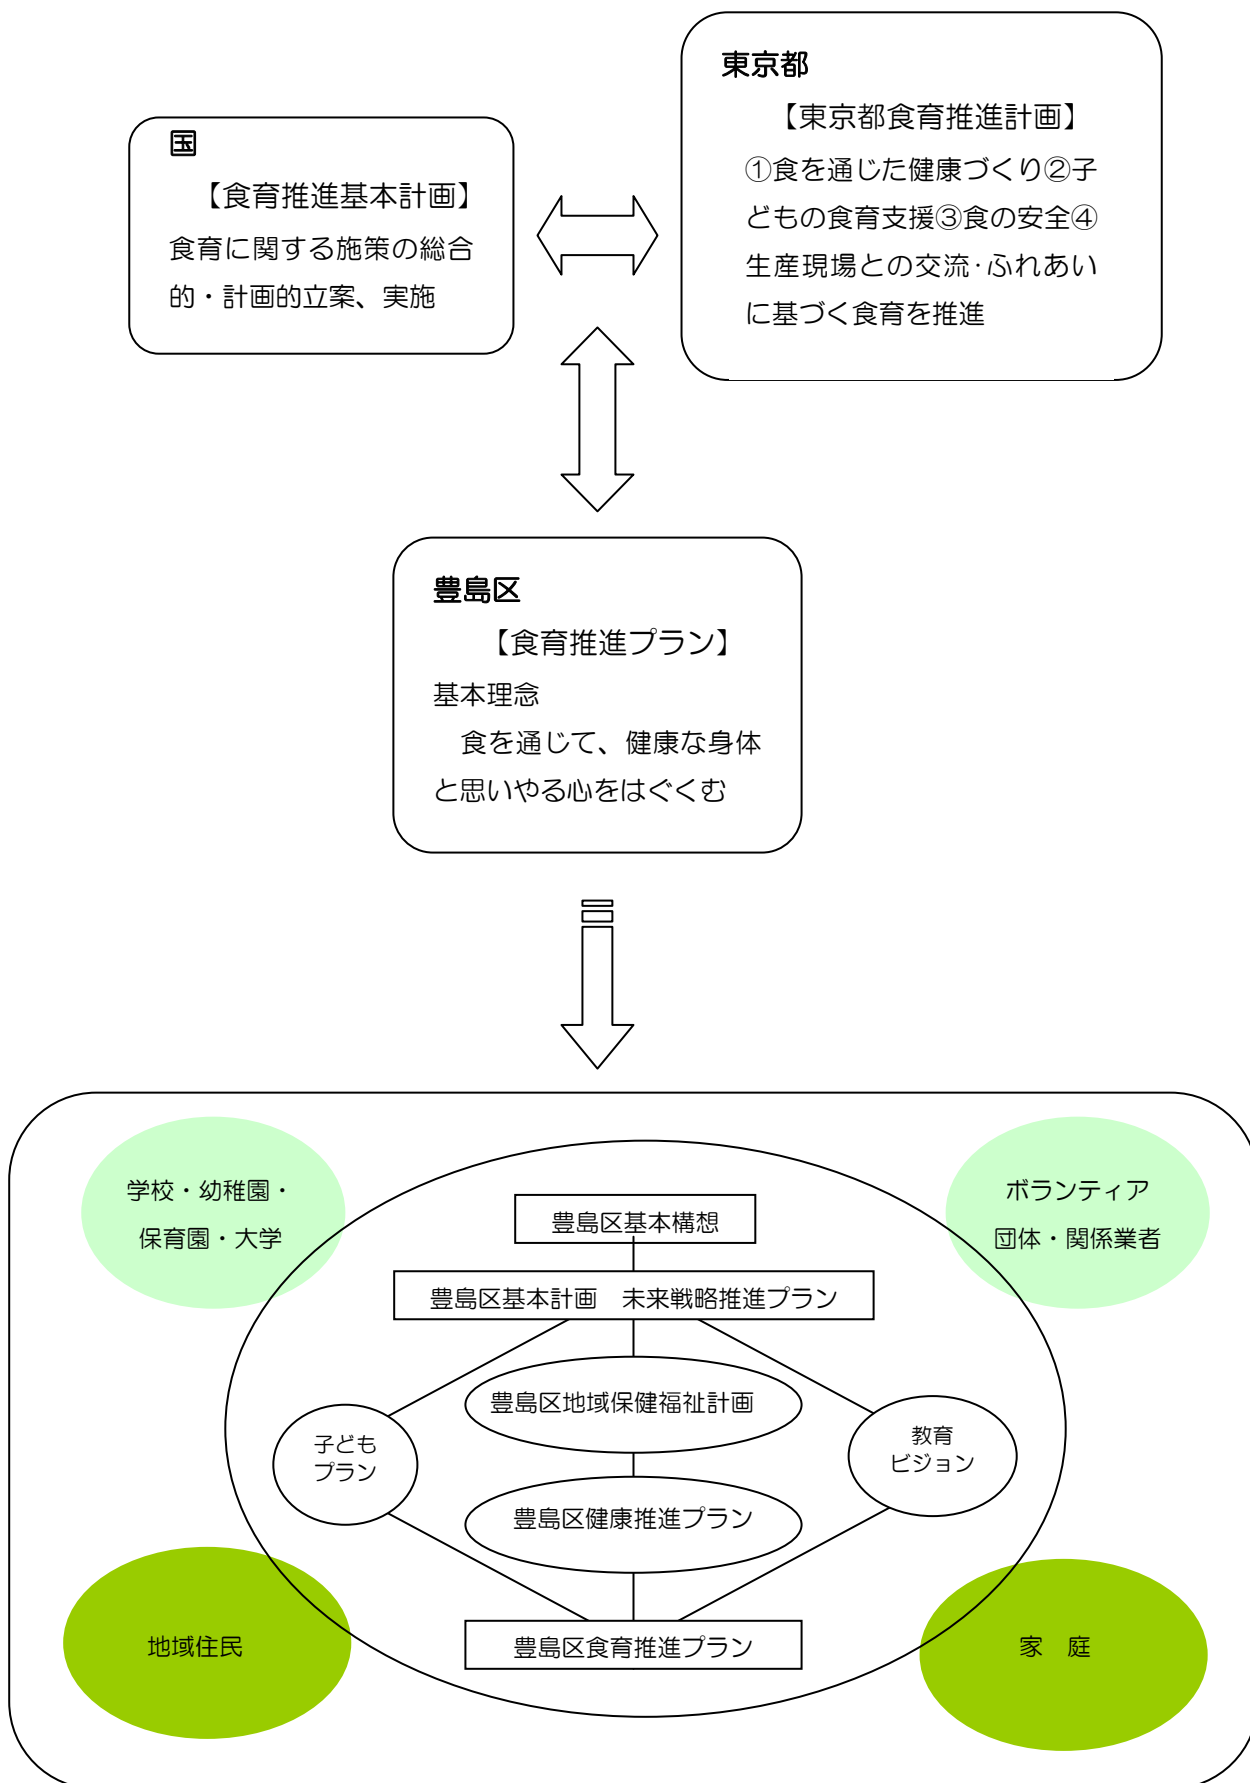 国
【食育推進基本計画】
食育に関する施策の総合
的・計画的立案、実施
東京都
【東京都食育推進計画】
①食を通じた健康づくり②子
どもの食育支援③食の安全④
生産現場との交流・ふれあい
に基づく食育を推進
豊島区
【食育推進プラン】
基本理念
食を通じて、健康な身体
と思いやる心をはぐくむ
学校・幼稚園・
保育園・大学
ボランティア
団体・関係業者
豊島区基本構想
豊島区基本計画　未来戦略推進プラン
豊島区地域保健福祉計画
子ども
プラン
教育
ビジョン
豊島区健康推進プラン
豊島区食育推進プラン
地域住民
家　庭